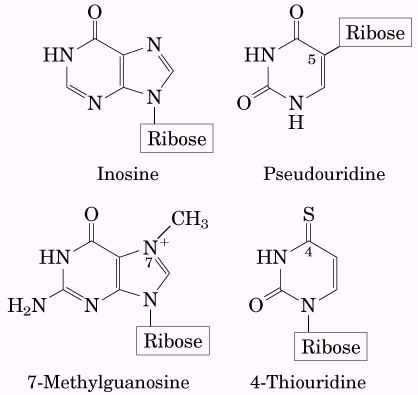 O
HN
N
N
N
Ribose
Inosine
O
HN
5
Ribose
O
N
H
Pseudouridine
O
HN
N
+
7
CH3
H2N
N
N
Ribose
7-Methylguanosine
S
4
HN
O
N
Ribose
4-Thiouridine